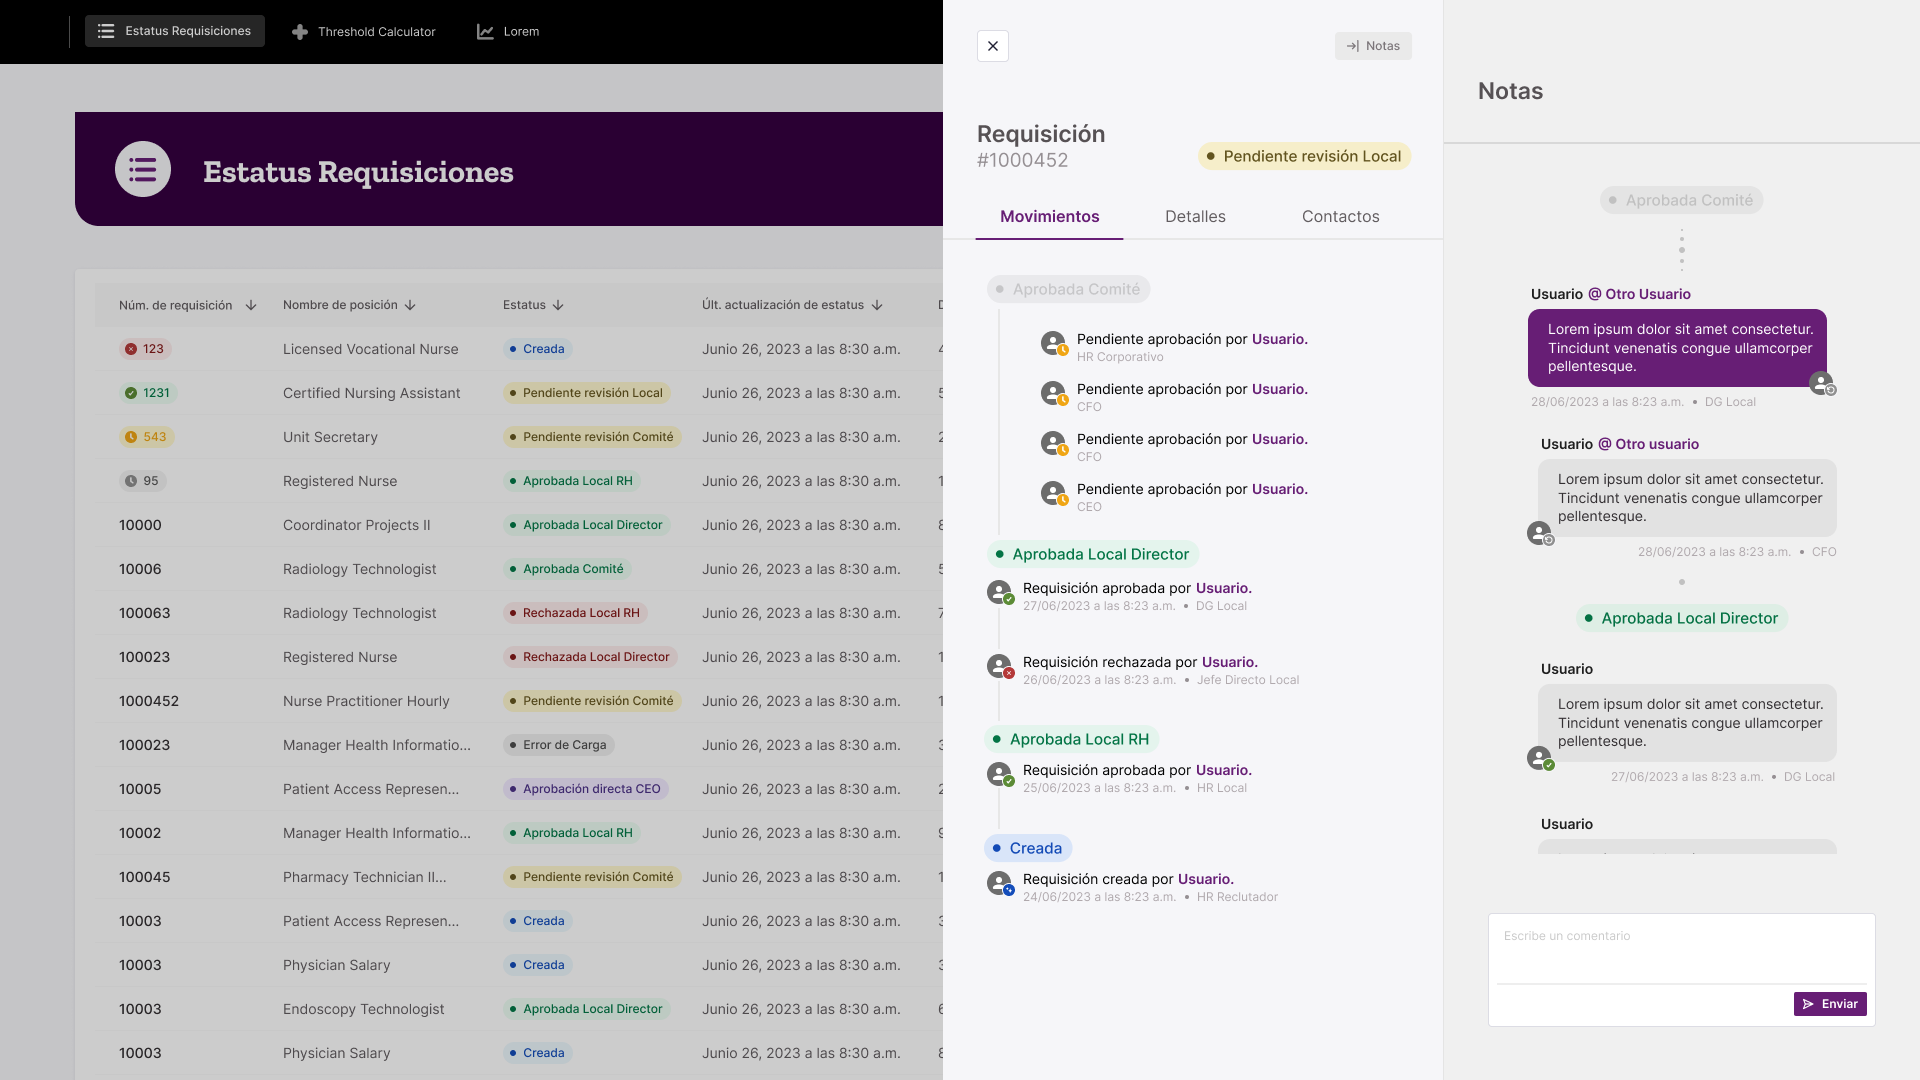 Estatus Requisiciones
Threshold Calculator
Lorem
Estatus Requisiciones
Núm. de requisición
Nombre de posición
Estatus
Últ. actualización de estatus
123
Licensed Vocational Nurse
Creada
Junio 26, 2023 a las 8:30 a.m.
1231
Certified Nursing Assistant
Pendiente revisión Local
Junio 26, 2023 a las 8:30 a.m.
543
Unit Secretary
Pendiente revisión Comité
Junio 26, 2023 a las 8:30 a.m.
95
Registered Nurse
Aprobada Local RH
Junio 26, 2023 a las 8:30 a.m.
10000
Coordinator Projects II
Aprobada Local Director
Junio 26, 2023 a las 8:30 a.m.
10006
Radiology Technologist
Aprobada Comité
Junio 26, 2023 a las 8:30 a.m.
100063
Radiology Technologist
Rechazada Local RH
Junio 26, 2023 a las 8:30 a.m.
100023
Registered Nurse
Rechazada Local Director
Junio 26, 2023 a las 8:30 a.m.
1000452
Nurse Practitioner Hourly
Pendiente revisión Comité
Junio 26, 2023 a las 8:30 a.m.
100023
Manager Health Informatio...
Error de Carga
Junio 26, 2023 a las 8:30 a.m.
10005
Patient Access Represen...
Aprobación directa CEO
Junio 26, 2023 a las 8:30 a.m.
10002
Manager Health Informatio...
Aprobada Local RH
Junio 26, 2023 a las 8:30 a.m.
100045
Pharmacy Technician II...
Pendiente revisión Comité
Junio 26, 2023 a las 8:30 a.m.
10003
Patient Access Represen...
Creada
Junio 26, 2023 a las 8:30 a.m.
10003
Physician Salary
Creada
Junio 26, 2023 a las 8:30 a.m.
10003
Endoscopy Technologist
Aprobada Local Director
Junio 26, 2023 a las 8:30 a.m.
10003
Physician Salary
Creada
Junio 26, 2023 a las 8:30 a.m.
Notas
Requisición
#1000452
Pendiente revisión Local
Movimientos
Detalles
Contactos
Aprobada Comité
Pendiente aprobación por Usuario.
HR Corporativo
Pendiente aprobación por Usuario.
CFO
Pendiente aprobación por Usuario.
CFO
Pendiente aprobación por Usuario.
CEO
Aprobada Local Director
Requisición aprobada por Usuario.
27/06/2023 a las 8:23 a.m. • DG Local
Requisición rechazada por Usuario.
26/06/2023 a las 8:23 a.m. • Jefe Directo Local
Aprobada Local RH
Requisición aprobada por Usuario.
25/06/2023 a las 8:23 a.m. • HR Local
Creada
Requisición creada por Usuario.
24/06/2023 a las 8:23 a.m. • HR Reclutador
Notas
Aprobada Comité
Usuario @ Otro Usuario
Lorem ipsum dolor sit amet consectetur.
Tincidunt venenatis congue ullamcorper
pellentesque.
28/06/2023 a las 8:23 a.m. • DG Local
Usuario @ Otro usuario
Lorem ipsum dolor sit amet consectetur.
Tincidunt venenatis congue ullamcorper
pellentesque.
28/06/2023 a las 8:23 a.m. • CFO
Aprobada Local Director
Usuario
Lorem ipsum dolor sit amet consectetur.
Tincidunt venenatis congue ullamcorper
pellentesque.
27/06/2023 a las 8:23 a.m. • DG Local
Usuario
Escribe un comentario
Enviar